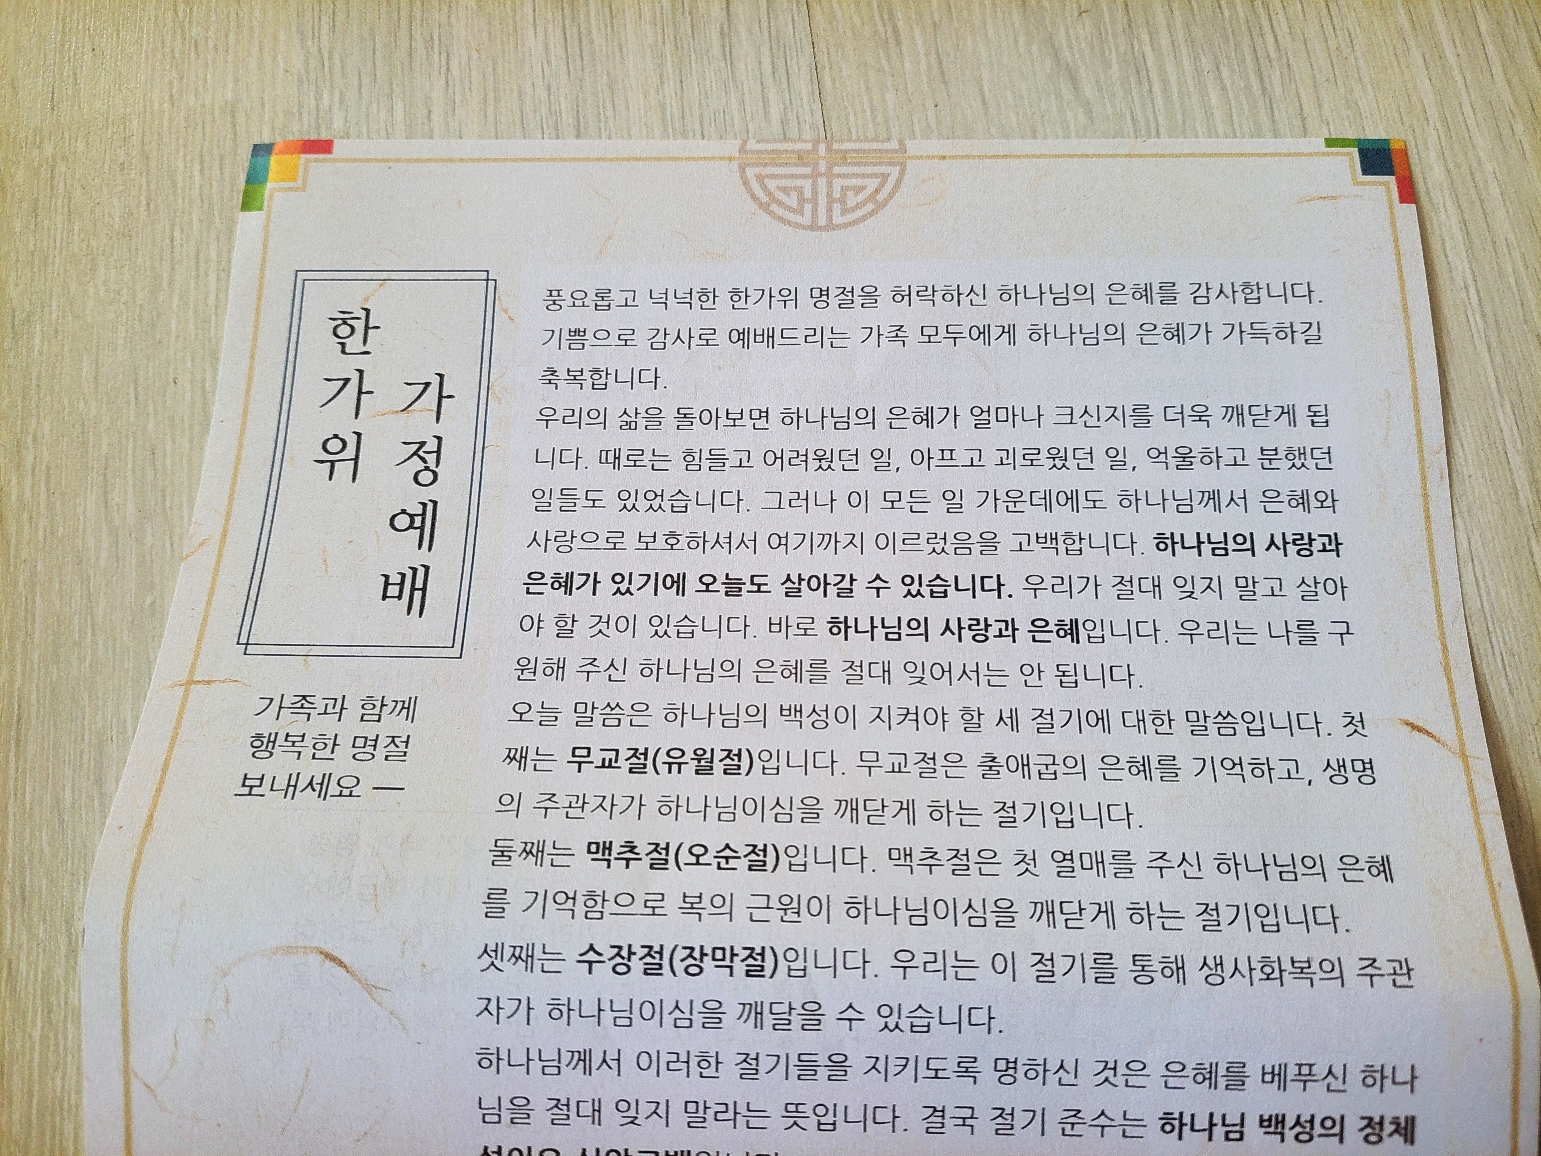 한가위
가정예배
가족과 함께
행복한 명절
보내세요 —
풍요롭고 넉넉한 한가위 명절을 허락하신 하나님의 은혜를 감사합니다.
기쁨으로 감사로 예배드리는 가족 모두에게 하나님의 은혜가 가득하길
축복합니다.
우리의 삶을 돌아보면 하나님의 은혜가 얼마나 크신지를 더욱 깨닫게 됩
니다. 때로는 힘들고 어려웠던 일, 아프고 괴로웠던 일, 억울하고 분했던
일들도 있었습니다. 그러나 이 모든 일 가운데에도 하나님께서 은혜와
사랑으로 보호하셔서 여기까지 이르렀음을 고백합니다. 하나님의 사랑과
은혜가 있기에 오늘도 살아갈 수 있습니다. 우리가 절대 잊지 말고 살아
야 할 것이 있습니다. 바로 하나님의 사랑과 은혜입니다. 우리는 나를 구
원해 주신 하나님의 은혜를 절대 잊어서는 안 됩니다.
오늘 말씀은 하나님의 백성이 지켜야 할 세 절기에 대한 말씀입니다. 첫
째는 무교절(유월절)입니다. 무교절은 출애굽의 은혜를 기억하고, 생명
의 주관자가 하나님이심을 깨닫게 하는 절기입니다.
둘째는 맥추절(오순절)입니다. 맥추절은 첫 열매를 주신 하나님의 은혜
를 기억함으로 복의 근원이 하나님이심을 깨닫게 하는 절기입니다.
셋째는 수장절(장막절)입니다. 우리는 이 절기를 통해 생사화복의 주관
자가 하나님이심을 깨달을 수 있습니다.
하나님께서 이러한 절기들을 지키도록 명하신 것은 은혜를 베푸신 하나
님을 절대 잊지 말라는 뜻입니다. 결국 절기 준수는 하나님 백성의 정체